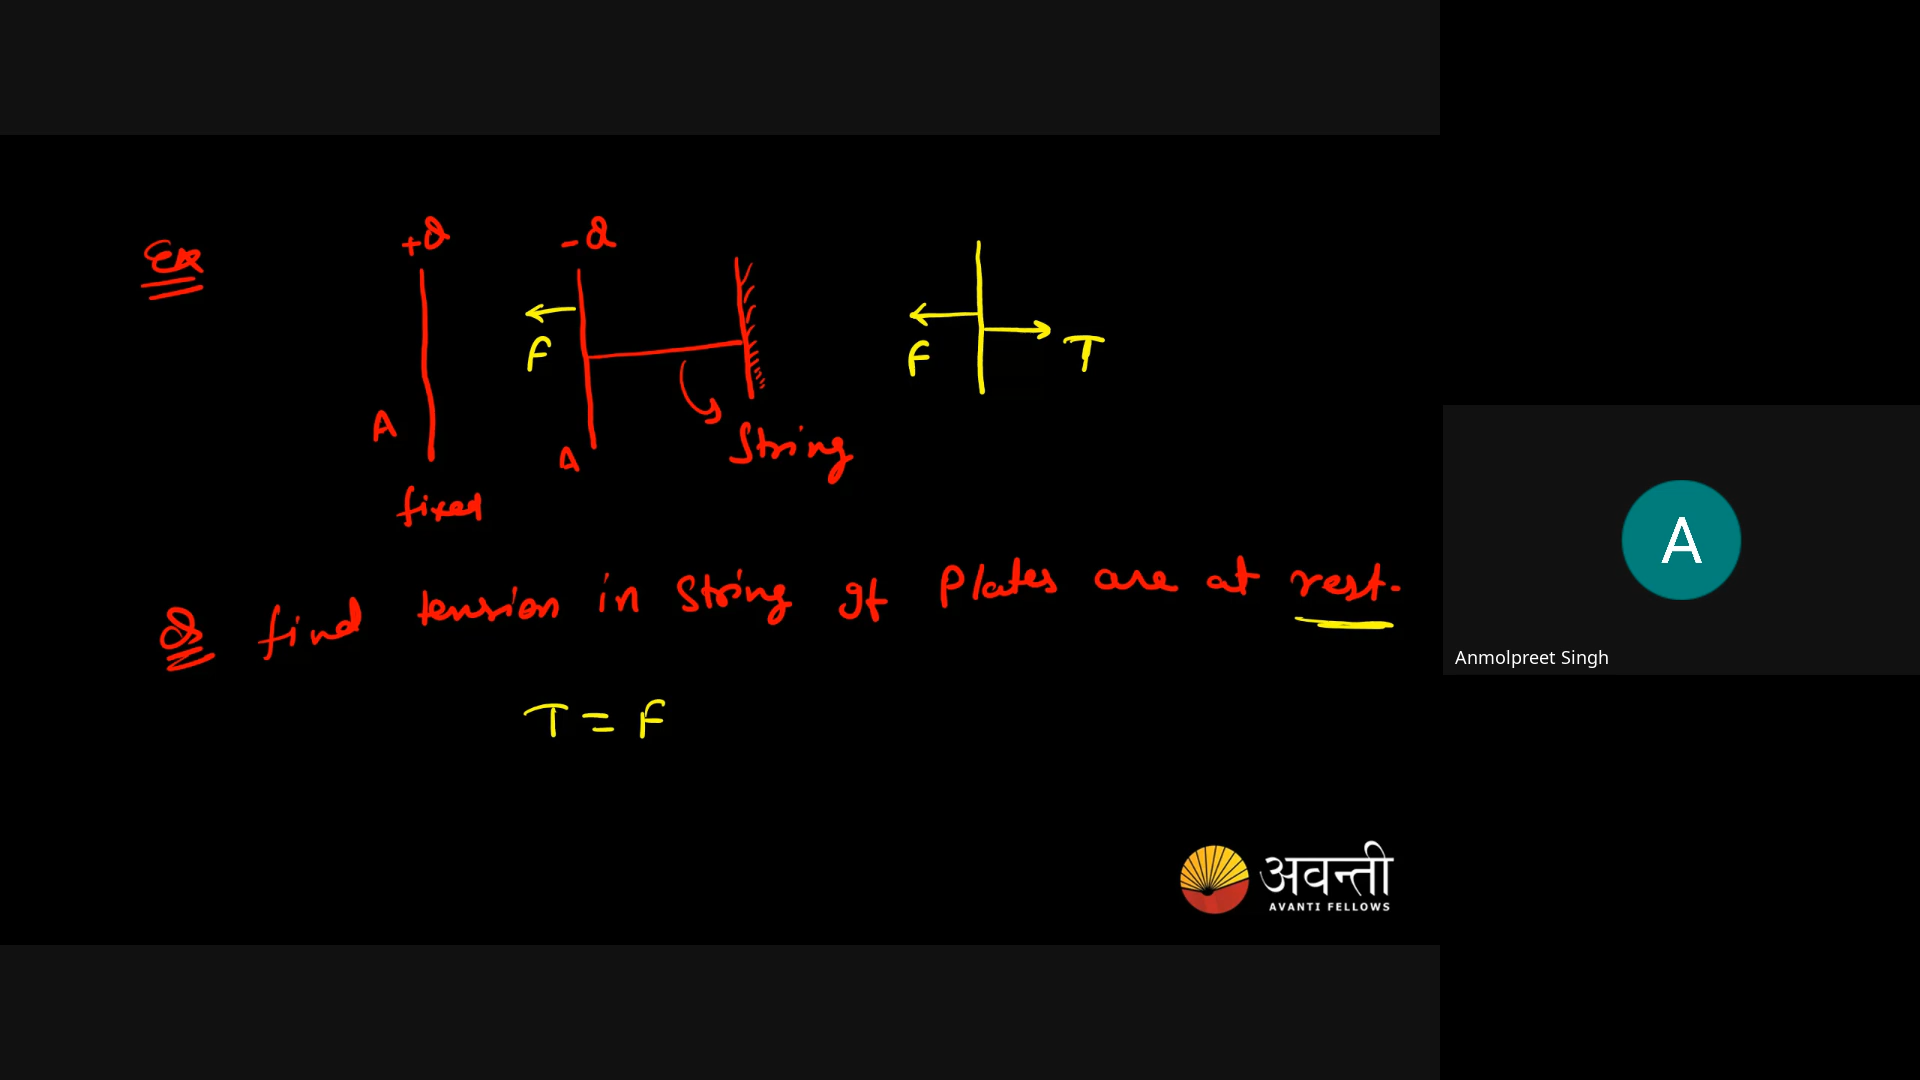 Ex
+Q
-Q
F
F
T
A
A
String
fixed
Q find tension in string If Plates are at rest.
T = F
अवन्ती
AVANTI FELLOWS
A
Anmolpreet Singh